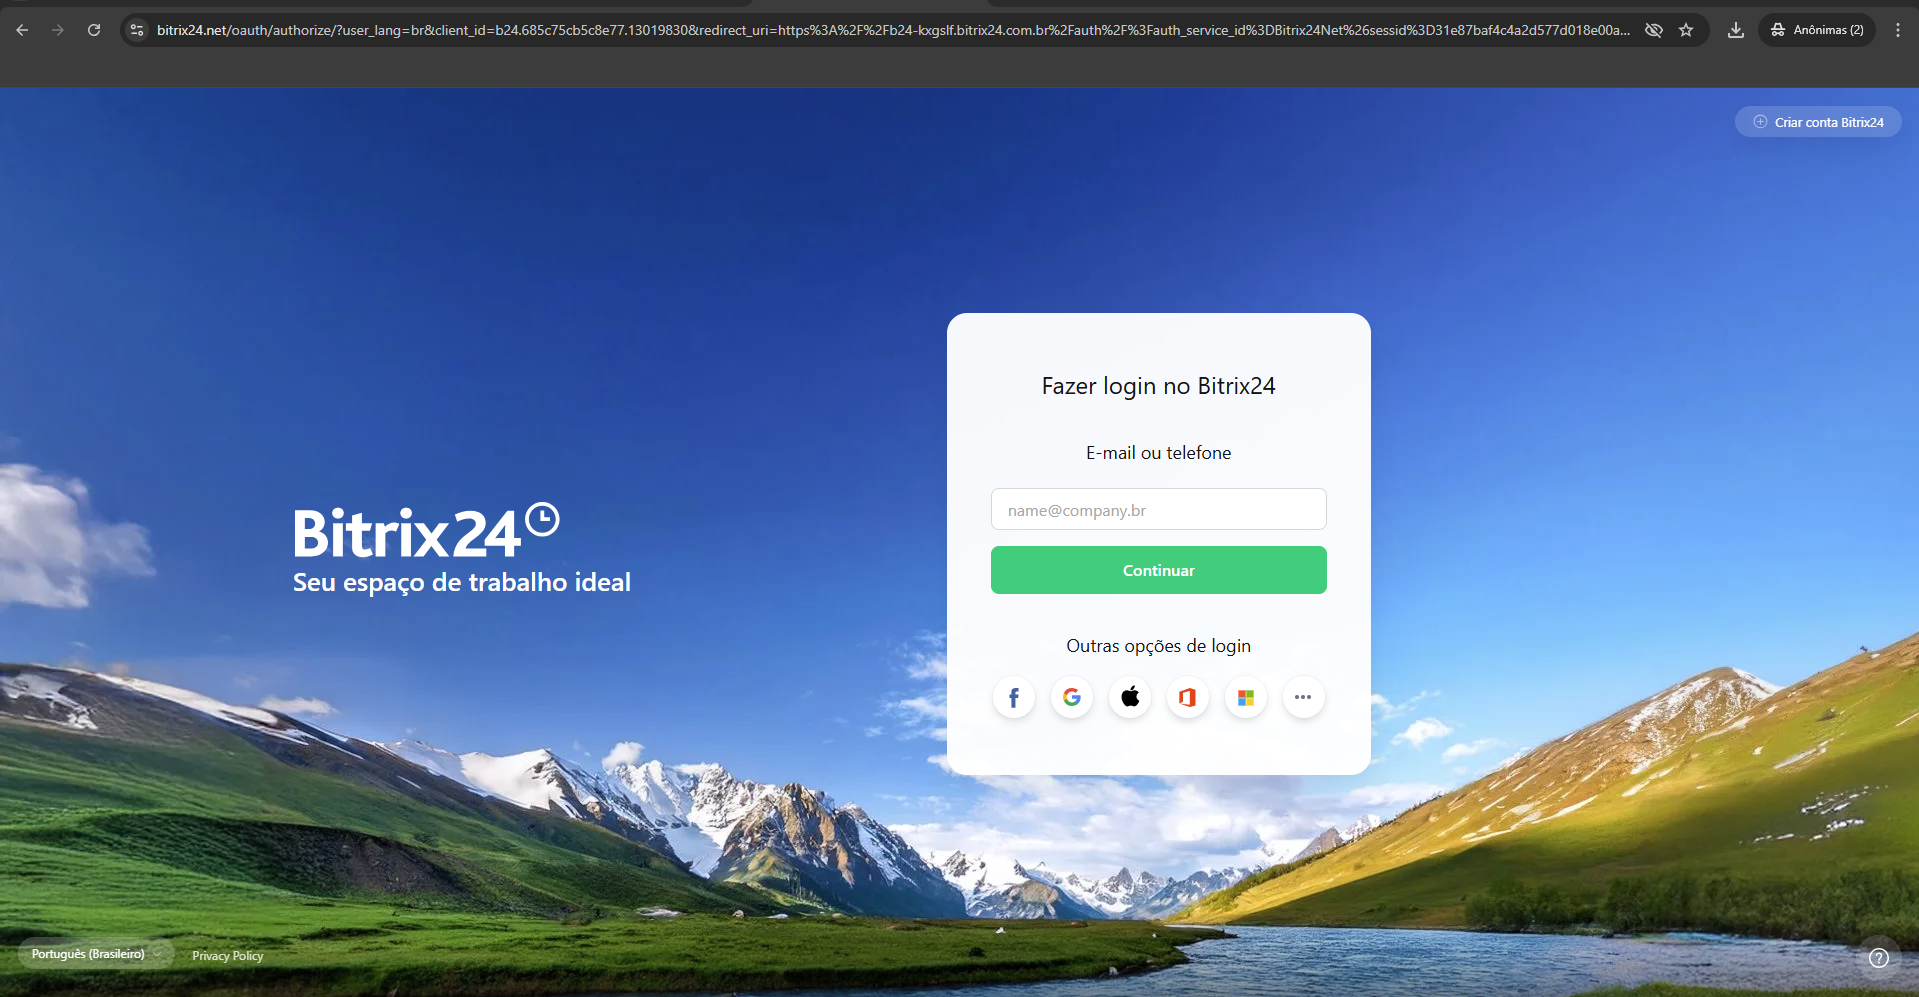 bitrix24.net/oauth/authorize/?user_lang=br&client_id=b24.685c75cb5c8e77.13019830&redirect_uri=https%3A%2F%2Fb24-kxgslf.bitrix24.com.br%2Fauth%2F%3Fauth_service_id%3DBitrix24Net%26sessid%3D31e87baf4c4a2d577d018e00a...
Anônimas (2)
Criar conta Bitrix24
Bitrix24
Seu espaço de trabalho ideal
Fazer login no Bitrix24
E-mail ou telefone
name@company.br
Continuar
Outras opções de login
Português (Brasileiro)
Privacy Policy